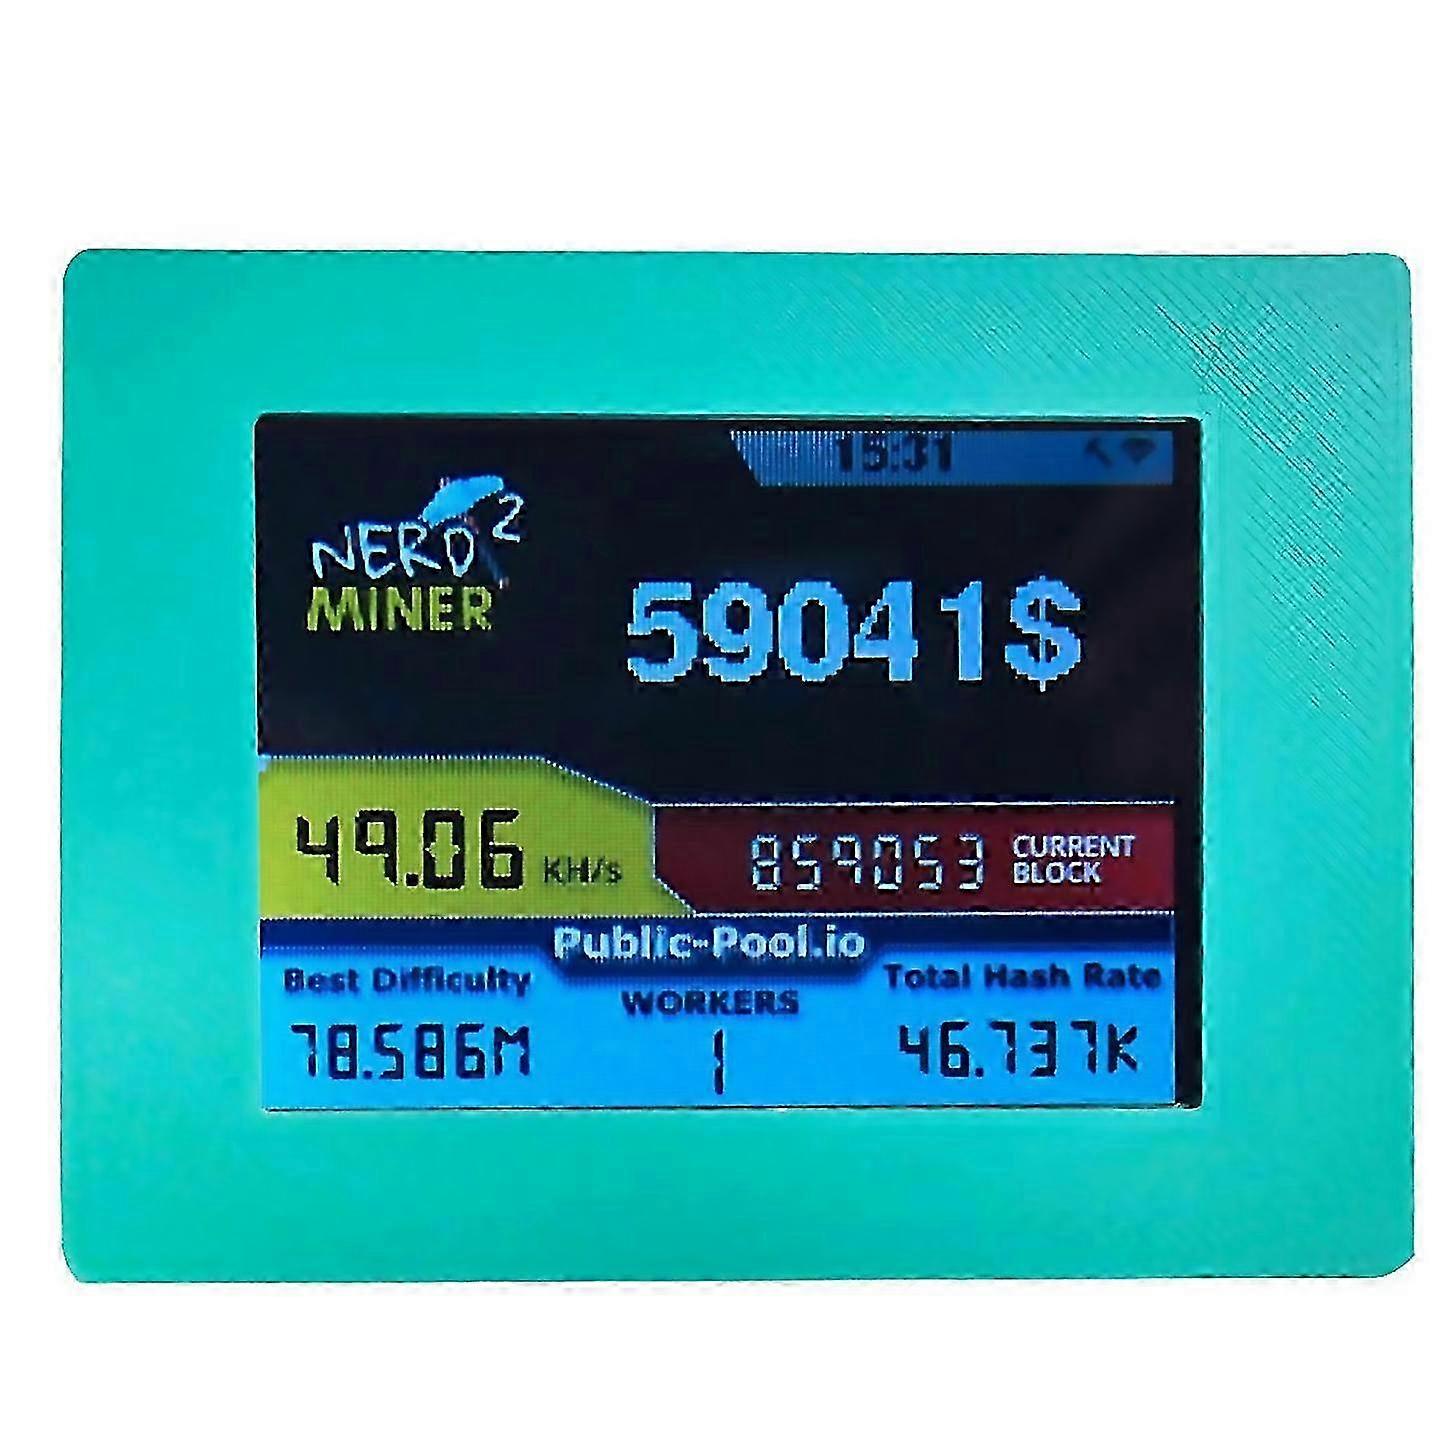 15:31
NERD 2
MINER
59041$
49.06 KH/s
859053 CURRENT
BLOCK
Public-Pool.io
Best Difficulty
WORKERS
Total Hash Rate
78.586M
1
46.737K